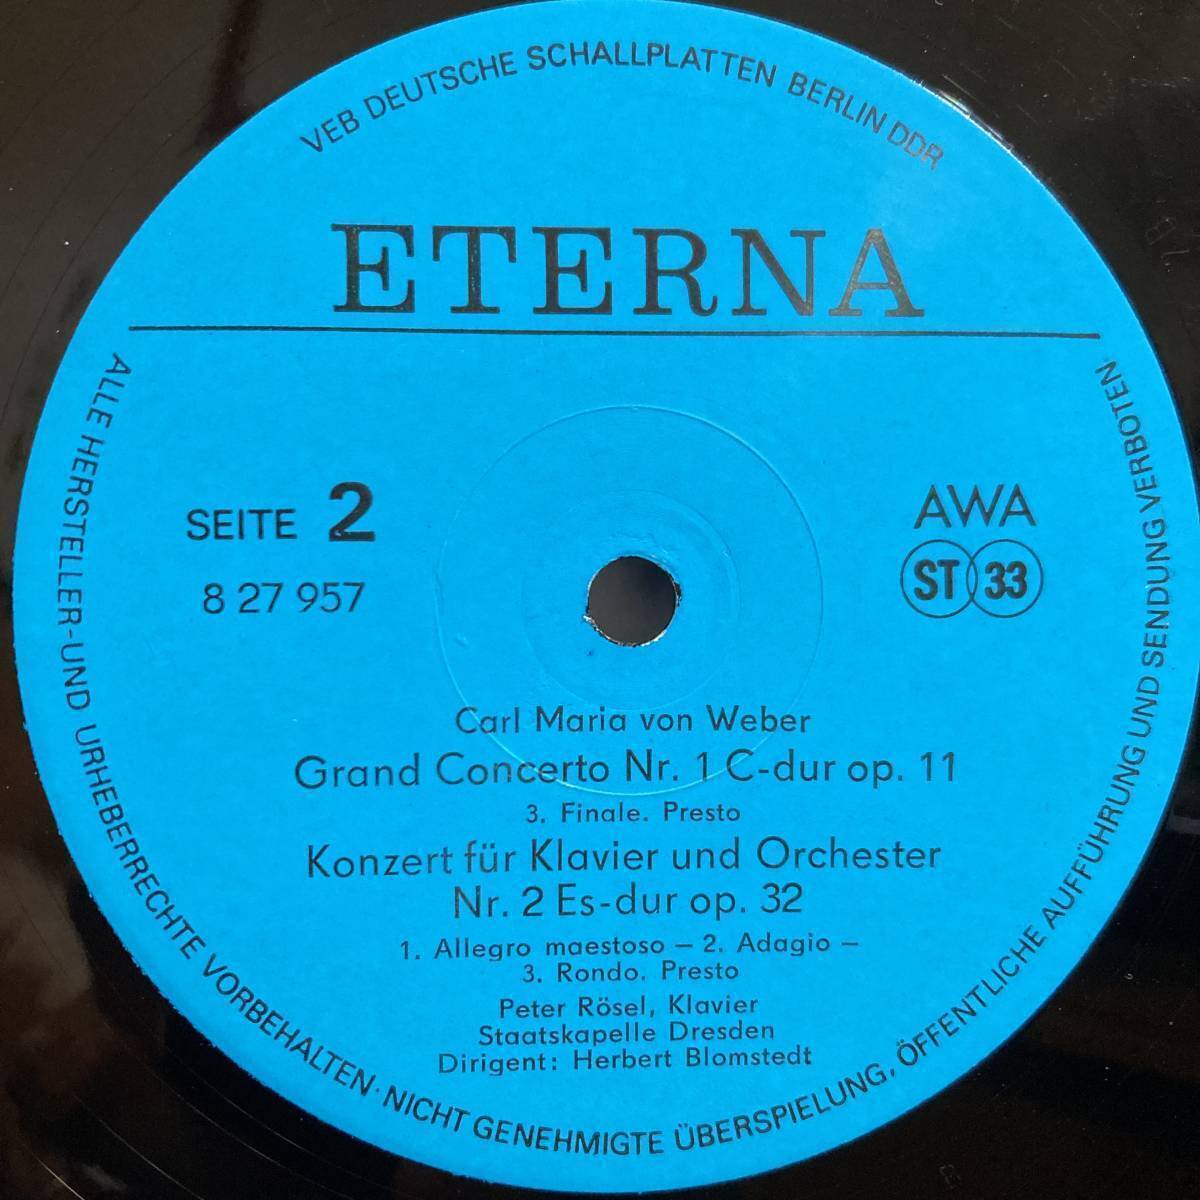 VEB DEUTSCHE SCHALLPLATTEN BERLIN DDR
ETERNA
SEITE 2
8 27 957
AWA
ST 33
Carl Maria von Weber
Grand Concerto Nr. 1 C-dur op. 11
3. Finale. Presto
Konzert für Klavier und Orchester
Nr. 2 Es-dur op. 32
1. Allegro maestoso – 2. Adagio –
3. Rondo. Presto
Peter Rösel, Klavier
Staatskapelle Dresden
Dirigent: Herbert Blomstedt
ALLE HERSTELLER-UND URHEBERRECHTE VORBEHALTEN· NICHT GENEHMIGTE ÜBERSPIELUNG, ÖFFENTLICHE AUFFÜHRUNG UND SENDUNG VERBOTEN·